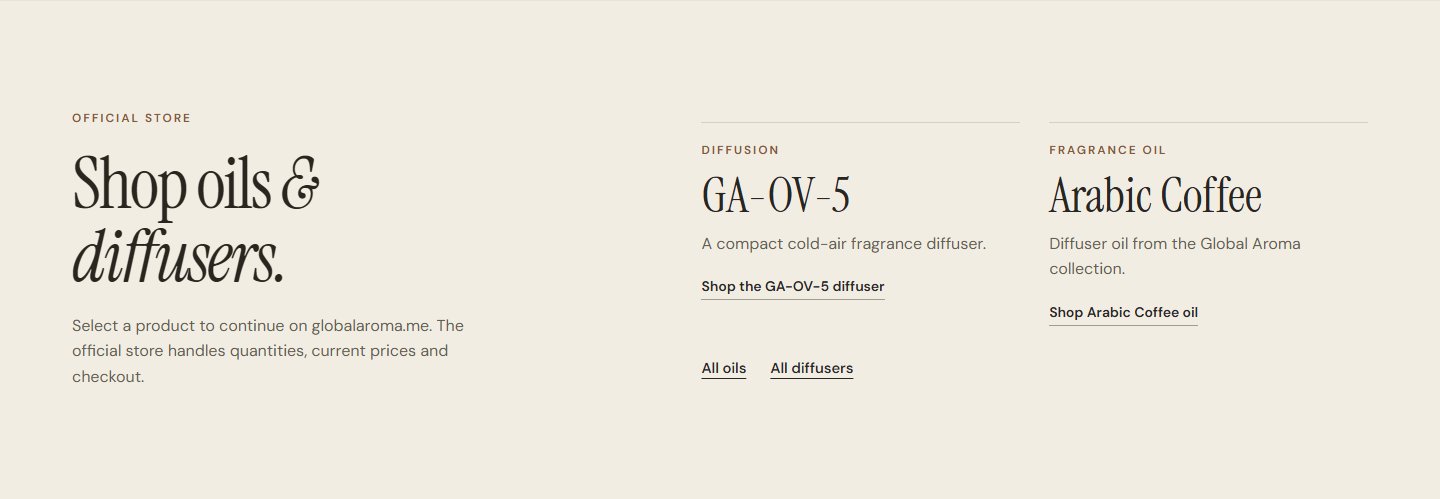 OFFICIAL STORE
Shop oils &
diffusers.
Select a product to continue on globalaroma.me. The
official store handles quantities, current prices and
checkout.
DIFFUSION
GA-OV-5
A compact cold-air fragrance diffuser.
Shop the GA-OV-5 diffuser
FRAGRANCE OIL
Arabic Coffee
Diffuser oil from the Global Aroma
collection.
Shop Arabic Coffee oil
All oils
All diffusers